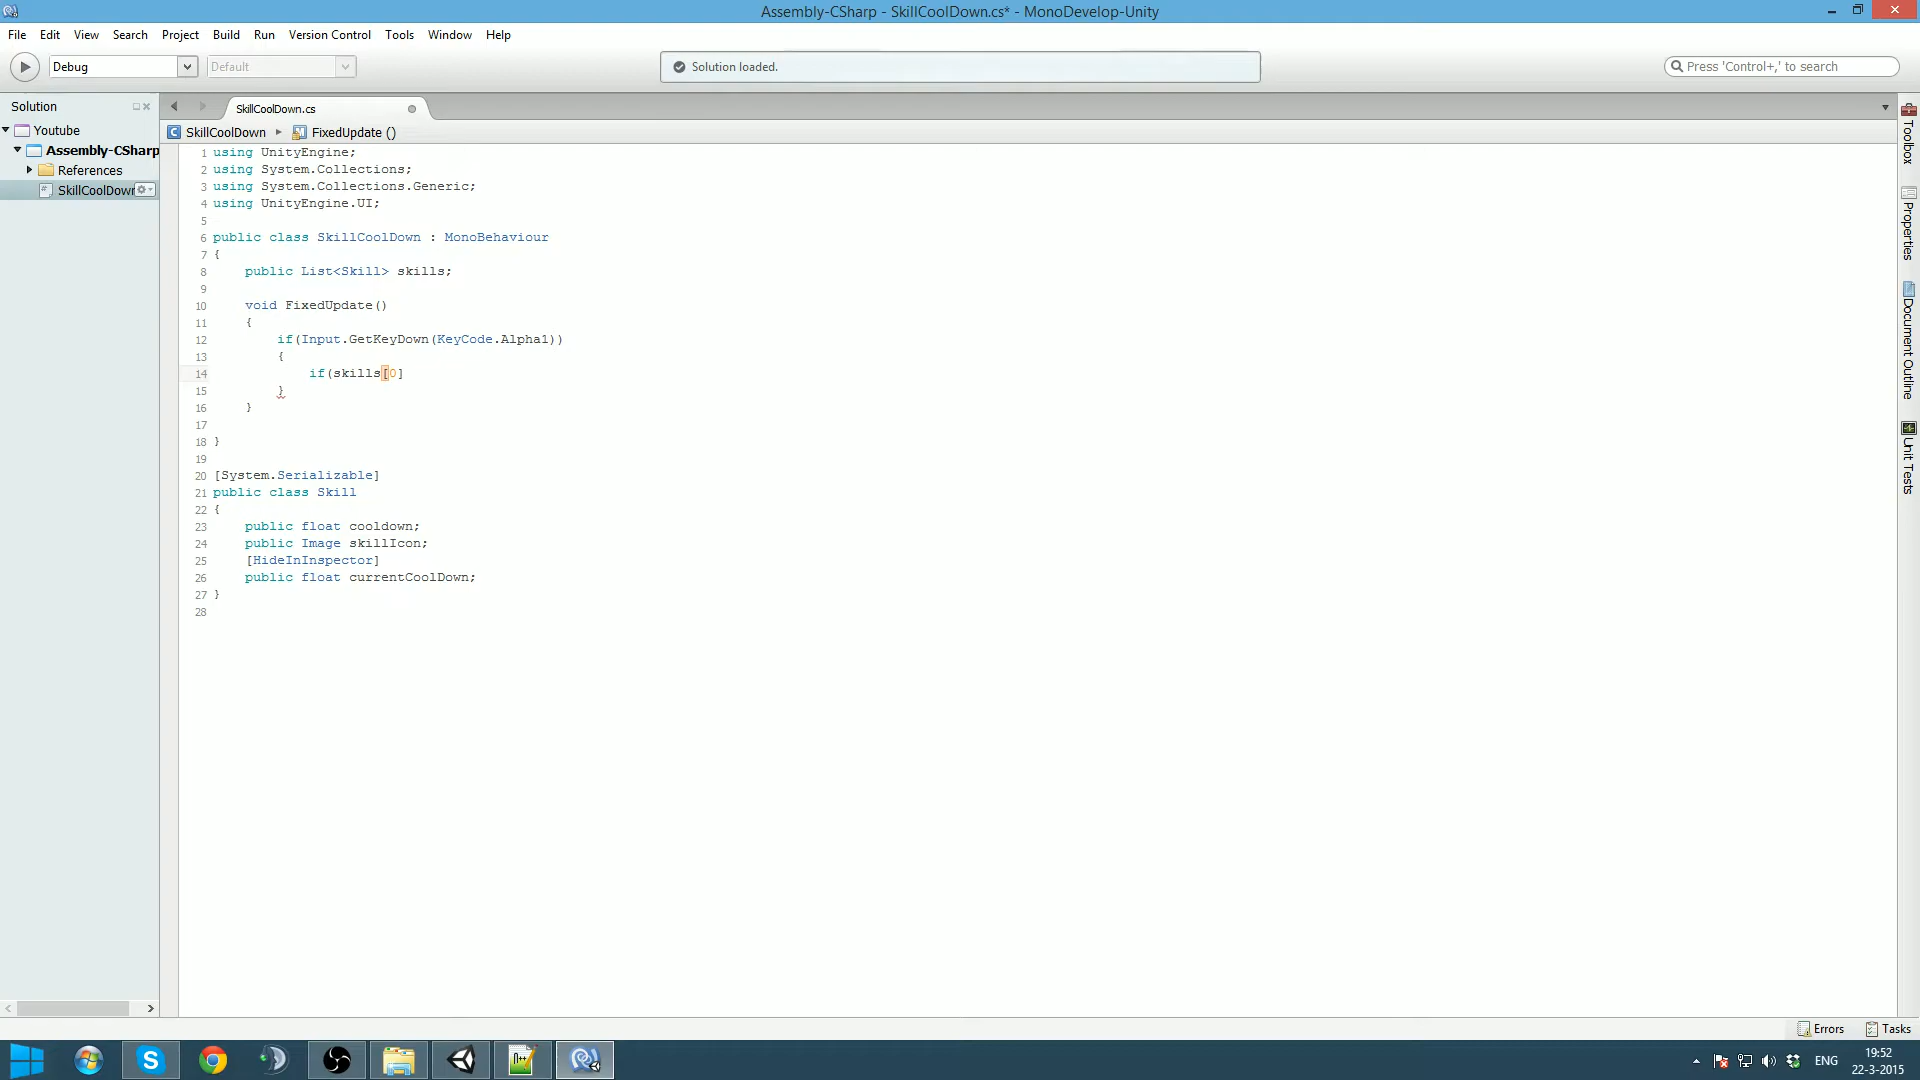 Assembly-CSharp - SkillCoolDown.cs* - MonoDevelop-Unity
File Edit View Search Project Build Run Version Control Tools Window Help
Debug
Default
Solution loaded.
Press 'Control+,' to search
Solution
Youtube
Assembly-CSharp
References
SkillCoolDown
SkillCoolDown.cs
SkillCoolDown FixedUpdate ()
1 using UnityEngine;
2 using System.Collections;
3 using System.Collections.Generic;
4 using UnityEngine.UI;
5
6 public class SkillCoolDown : MonoBehaviour
7 {
8 public List<Skill> skills;
9
10 void FixedUpdate()
11 {
12 if(Input.GetKeyDown(KeyCode.Alpha1))
13 {
14 if(skills[0]
15 }
16 }
17
18 }
19
20 [System.Serializable]
21 public class Skill
22 {
23 public float cooldown;
24 public Image skillIcon;
25 [HideInInspector]
26 public float currentCoolDown;
27 }
28
Toolbox
Properties
Document Outline
Unit Tests
Errors Tasks
ENG
19:52
22-3-2015